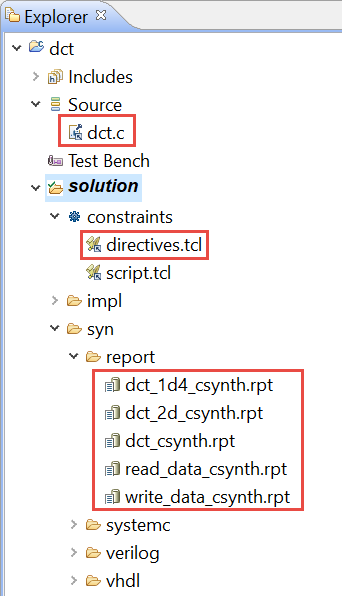 Explorer
dct
Includes
Source
dct.c
Test Bench
solution
constraints
directives.tcl
script.tcl
impl
syn
report
dct_1d4_csynth.rpt
dct_2d_csynth.rpt
dct_csynth.rpt
read_data_csynth.rpt
write_data_csynth.rpt
systemc
verilog
vhdl